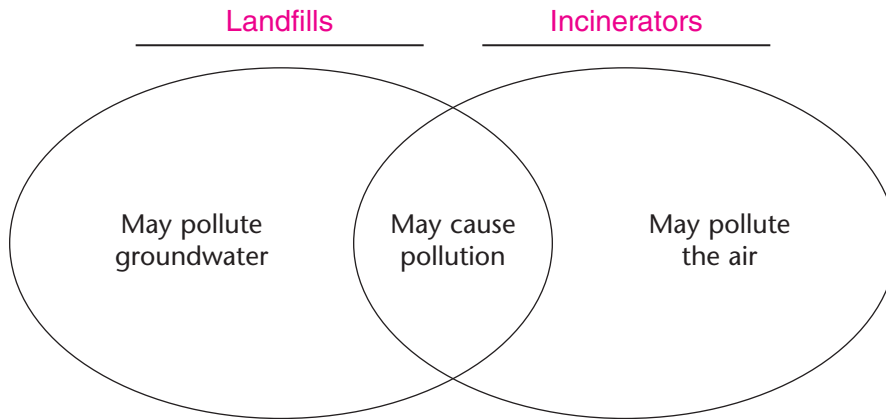 Landfills
Incinerators
May pollute
groundwater
May cause
pollution
May pollute
the air